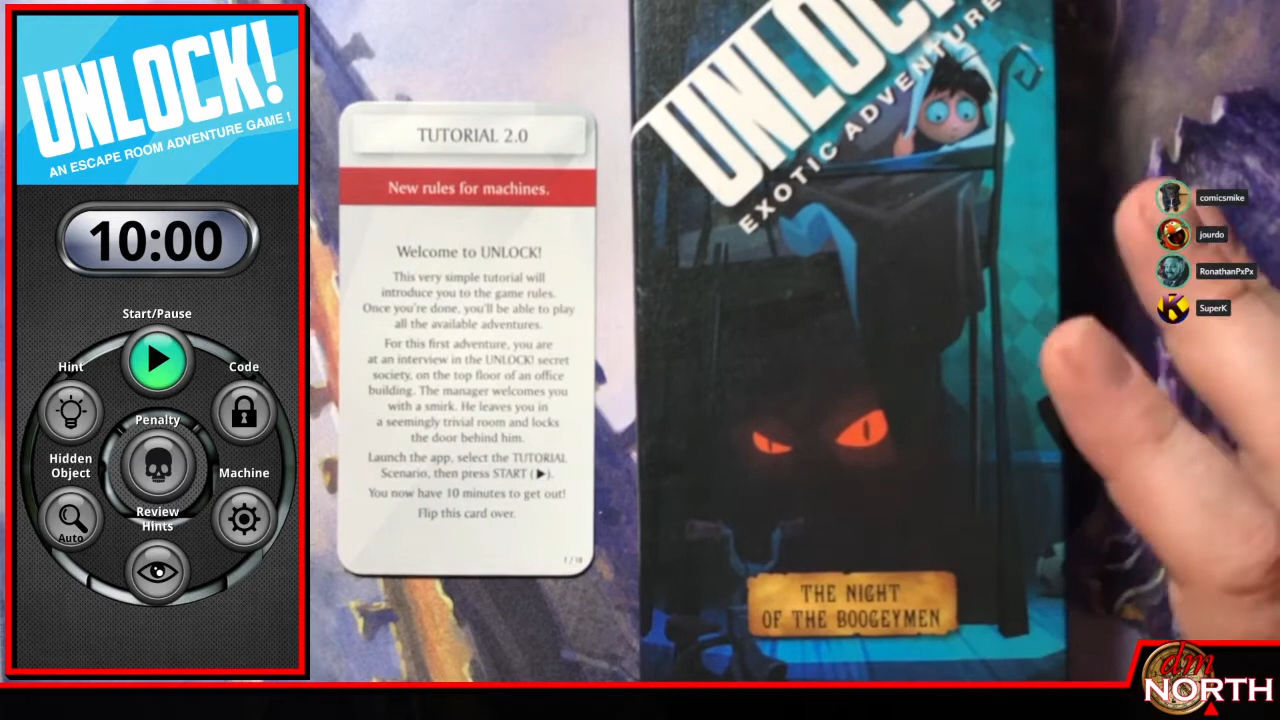 UNLOCK!
AN ESCAPE ROOM ADVENTURE GAME !
10:00
Start/Pause
Hint
Code
Penalty
Hidden
Object
Machine
Review
Hints
Auto
TUTORIAL 2.0
New rules for machines.
Welcome to UNLOCK!
This very simple tutorial will
introduce you to the game rules.
Once you're done, you'll be able to play
all the available adventures.
For this first adventure, you are
at an interview in the UNLOCK! secret
society, on the top floor of an office
building. The manager welcomes you
with a smirk. He leaves you in
a seemingly trivial room and locks
the door behind him.
Launch the app, select the TUTORIAL
Scenario, then press START (▶).
You now have 10 minutes to get out!
Flip this card over.
UNLOC
EXOTIC ADVENTURE
THE NIGHT
OF THE BOOGEYMEN
comicsmike
jourdo
RonathanPxPx
SuperK
dm
NORTH